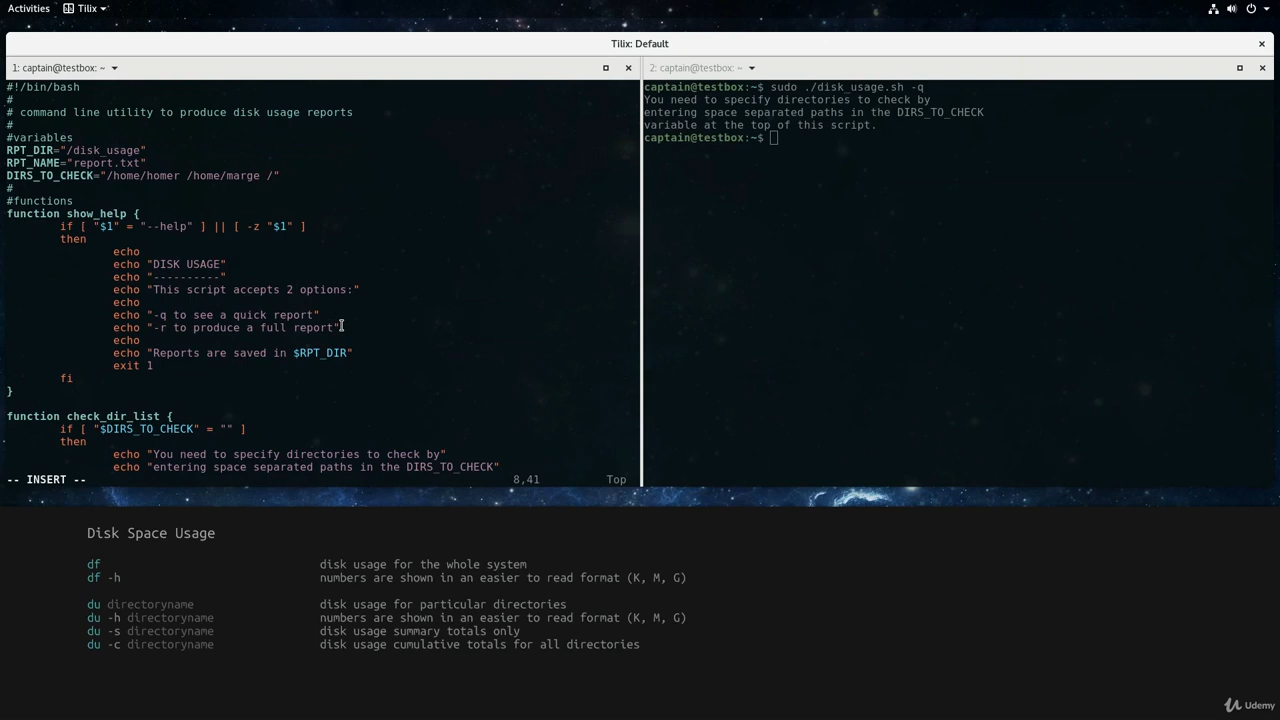 Activities Tilix
Tilix: Default
1: captain@testbox: ~
#!/bin/bash
#
# command line utility to produce disk usage reports
#
#variables
RPT_DIR="/disk_usage"
RPT_NAME="report.txt"
DIRS_TO_CHECK="/home/homer /home/marge /"
#
#functions
function show_help {
if [ "$1" = "--help" ] || [ -z "$1" ]
then
echo
echo "DISK USAGE"
echo "----------"
echo "This script accepts 2 options:"
echo
echo "-q to see a quick report"
echo "-r to produce a full report"
echo
echo "Reports are saved in $RPT_DIR"
exit 1
fi
}
function check_dir_list {
if [ "$DIRS_TO_CHECK" = "" ]
then
echo "You need to specify directories to check by"
echo "entering space separated paths in the DIRS_TO_CHECK"
-- INSERT -- 8,41 Top
2: captain@testbox: ~
captain@testbox:~$ sudo ./disk_usage.sh -q
You need to specify directories to check by
entering space separated paths in the DIRS_TO_CHECK
variable at the top of this script.
captain@testbox:~$
Disk Space Usage
df disk usage for the whole system
df -h numbers are shown in an easier to read format (K, M, G)
du directoryname disk usage for particular directories
du -h directoryname numbers are shown in an easier to read format (K, M, G)
du -s directoryname disk usage summary totals only
du -c directoryname disk usage cumulative totals for all directories
Udemy